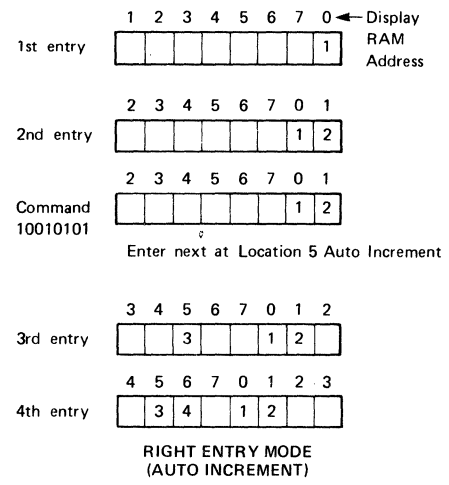 1 2 3 4 5 6 7 0 Display
1st entry 1 RAM
Address
2 3 4 5 6 7 0 1
2nd entry 1 2
2 3 4 5 6 7 0 1
Command 1 2
10010101
Enter next at Location 5 Auto Increment
3 4 5 6 7 0 1 2
3rd entry 3 1 2
4 5 6 7 0 1 2 3
4th entry 3 4 1 2
RIGHT ENTRY MODE
(AUTO INCREMENT)